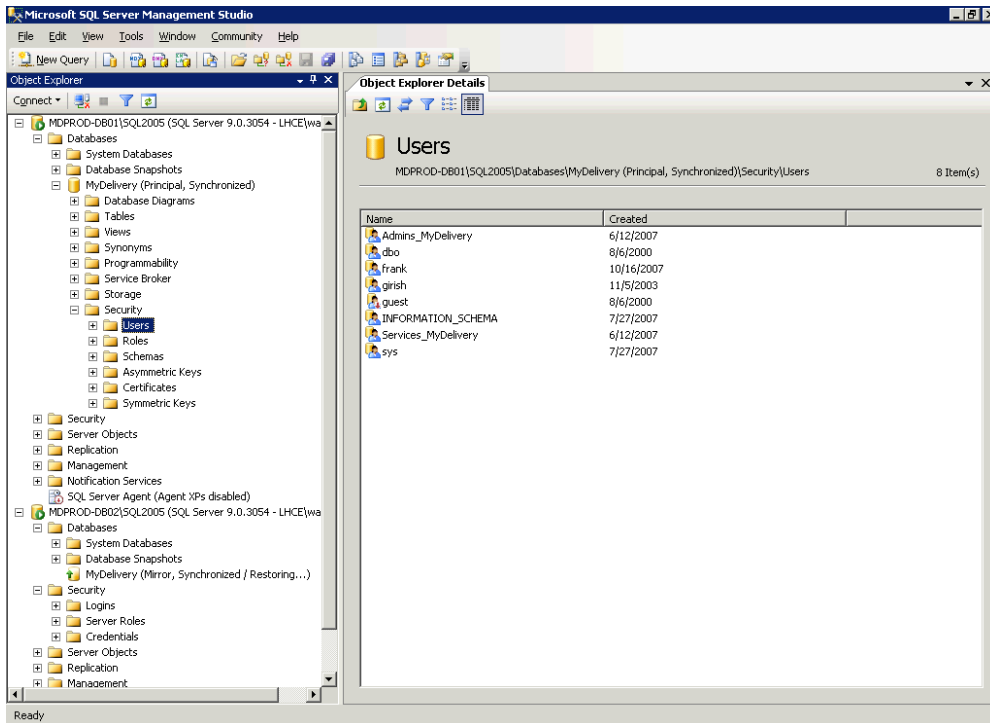 Microsoft SQL Server Management Studio
File Edit View Tools Window Community Help
New Query
Object Explorer
Connect
MDPROD-DB01\SQL2005 (SQL Server 9.0.3054 - LHCE\wa
Databases
System Databases
Database Snapshots
MyDelivery (Principal, Synchronized)
Database Diagrams
Tables
Views
Synonyms
Programmability
Service Broker
Storage
Security
Users
Roles
Schemas
Asymmetric Keys
Certificates
Symmetric Keys
Security
Server Objects
Replication
Management
Notification Services
SQL Server Agent (Agent XPs disabled)
MDPROD-DB02\SQL2005 (SQL Server 9.0.3054 - LHCE\wa
Databases
System Databases
Database Snapshots
MyDelivery (Mirror, Synchronized / Restoring...)
Security
Logins
Server Roles
Credentials
Server Objects
Replication
Management
Object Explorer Details
Users
MDPROD-DB01\SQL2005\Databases\MyDelivery (Principal, Synchronized)\Security\Users 8 Item(s)
Name Created
Admins_MyDelivery 6/12/2007
dbo 8/6/2000
frank 10/16/2007
girish 11/5/2003
guest 8/6/2000
INFORMATION_SCHEMA 7/27/2007
Services_MyDelivery 6/12/2007
sys 7/27/2007
Ready